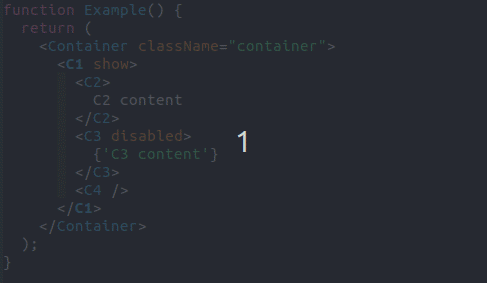 function Example() {
  return (
    <Container className="container">
      <C1 show>
        <C2>
          C2 content
        </C2>
        <C3 disabled>
          {'C3 content'}
        </C3>
        <C4 />
      </C1>
    </Container>
  );
}
1